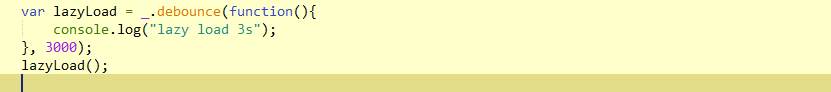 var lazyLoad = _.debounce(function(){
    console.log("lazy load 3s");
}, 3000);
lazyLoad();